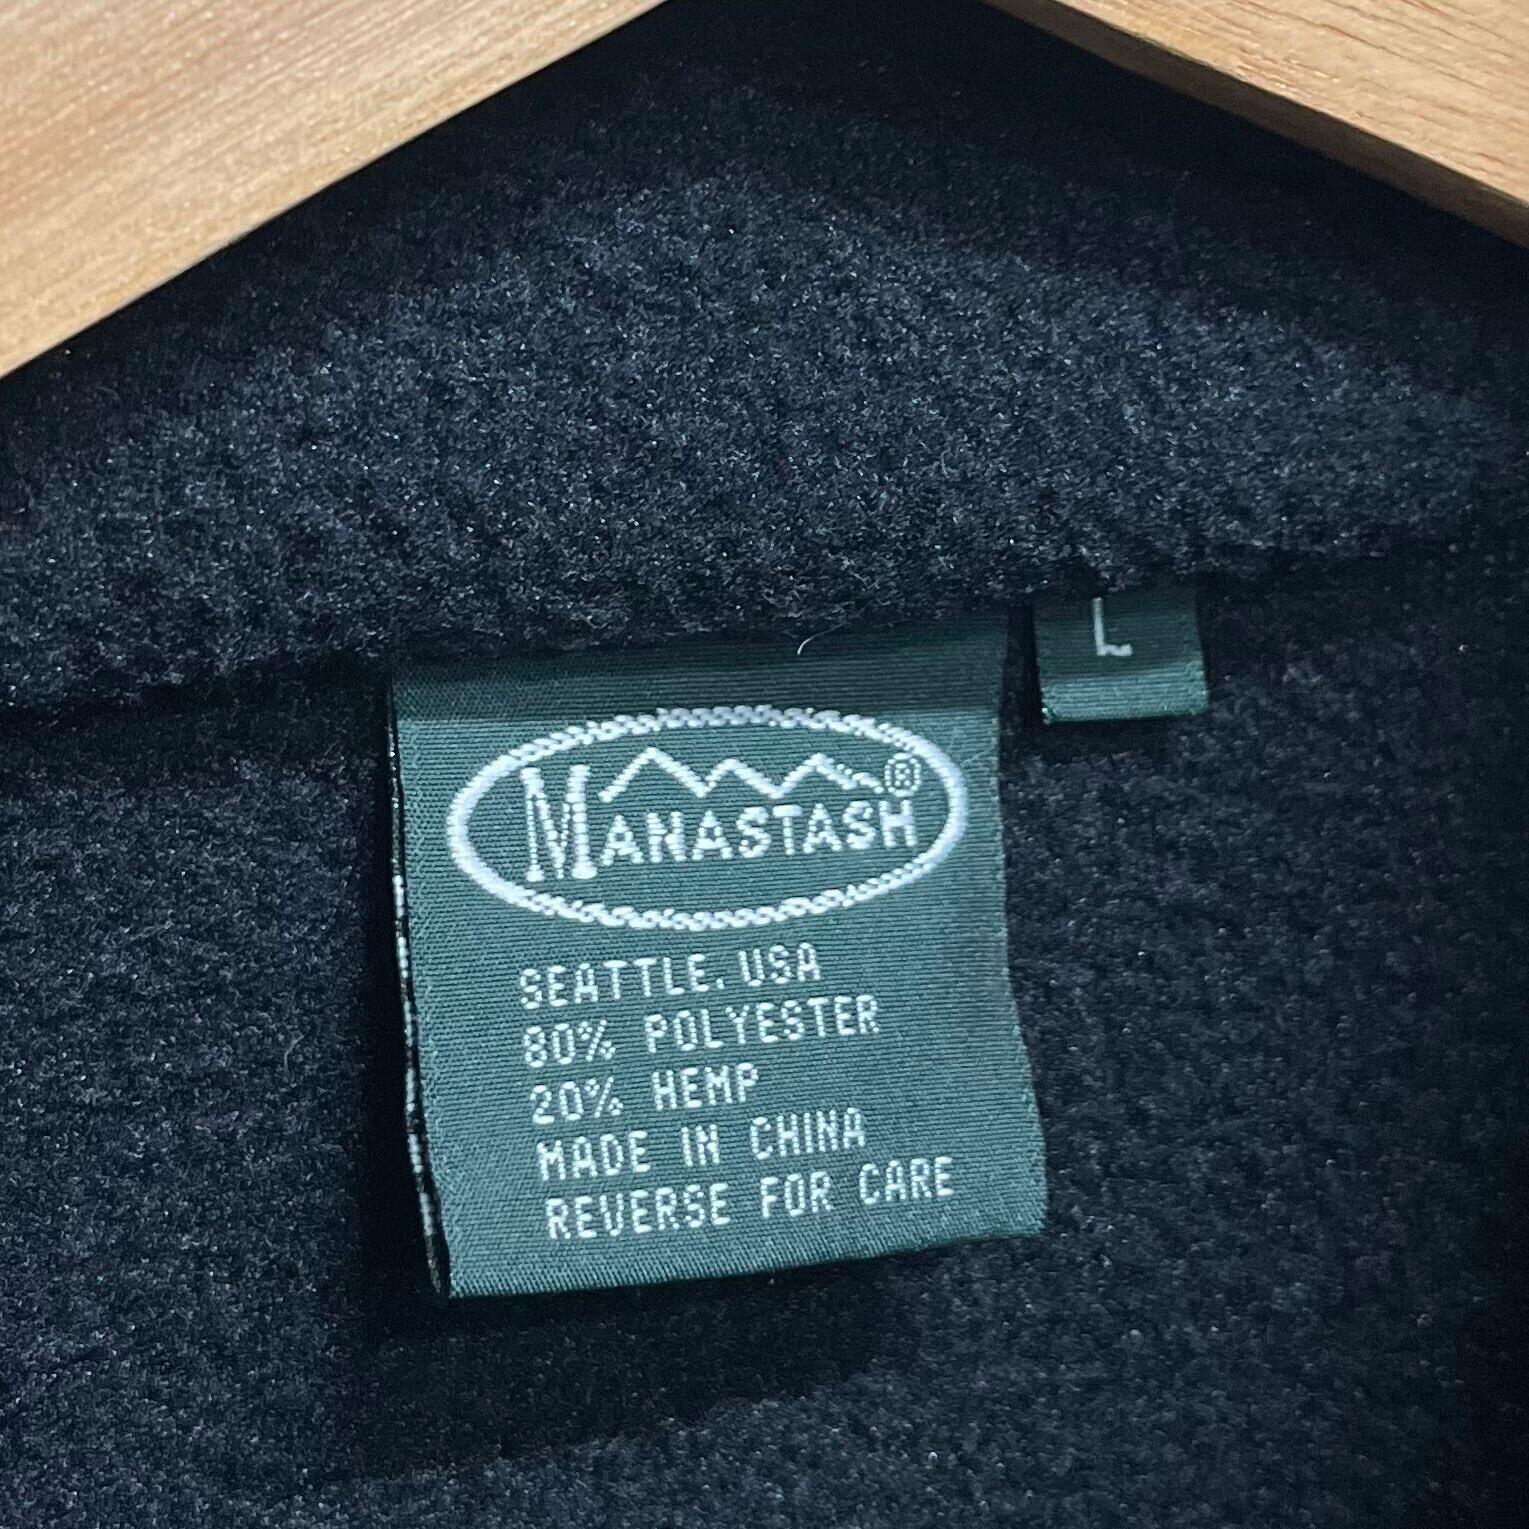 L
MANASTASH®
SEATTLE, USA
80% POLYESTER
20% HEMP
MADE IN CHINA
REVERSE FOR CARE